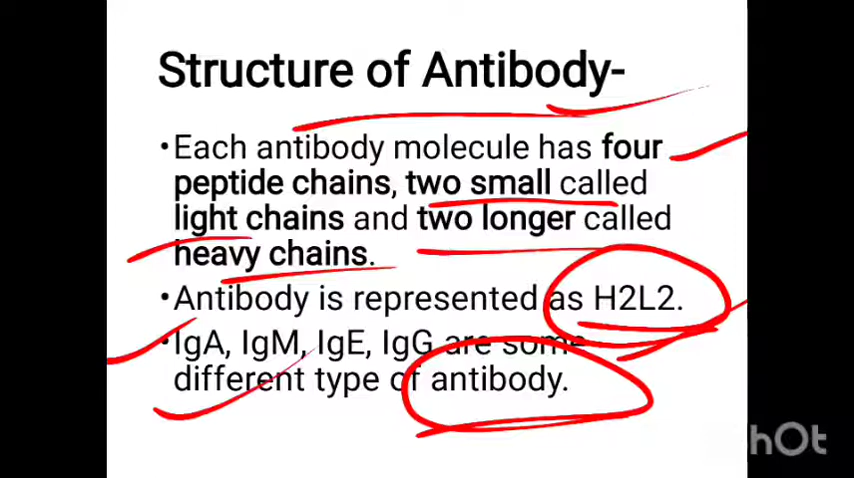 Structure of Antibody-
•Each antibody molecule has four
peptide chains, two small called
light chains and two longer called
heavy chains.
•Antibody is represented as H2L2.
•IgA, IgM, IgE, IgG are some
different type of antibody.
hOt